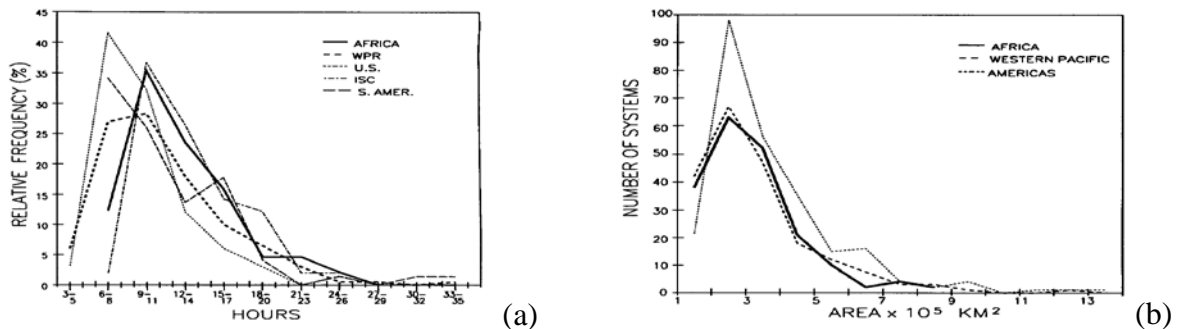 45
40
35
30
25
20
15
10
5
0
RELATIVE FREQUENCY (%)
AFRICA
WPR
U.S.
ISC
S. AMER.
3-5
6-8
9-11
12-14
15-17
18-20
21-23
24-26
27-29
30-32
33-35
HOURS
(a)
100
90
80
70
60
50
40
30
20
10
0
NUMBER OF SYSTEMS
AFRICA
WESTERN PACIFIC
AMERICAS
1 3 5 7 9 11 13
AREA x 10⁵ KM²
(b)